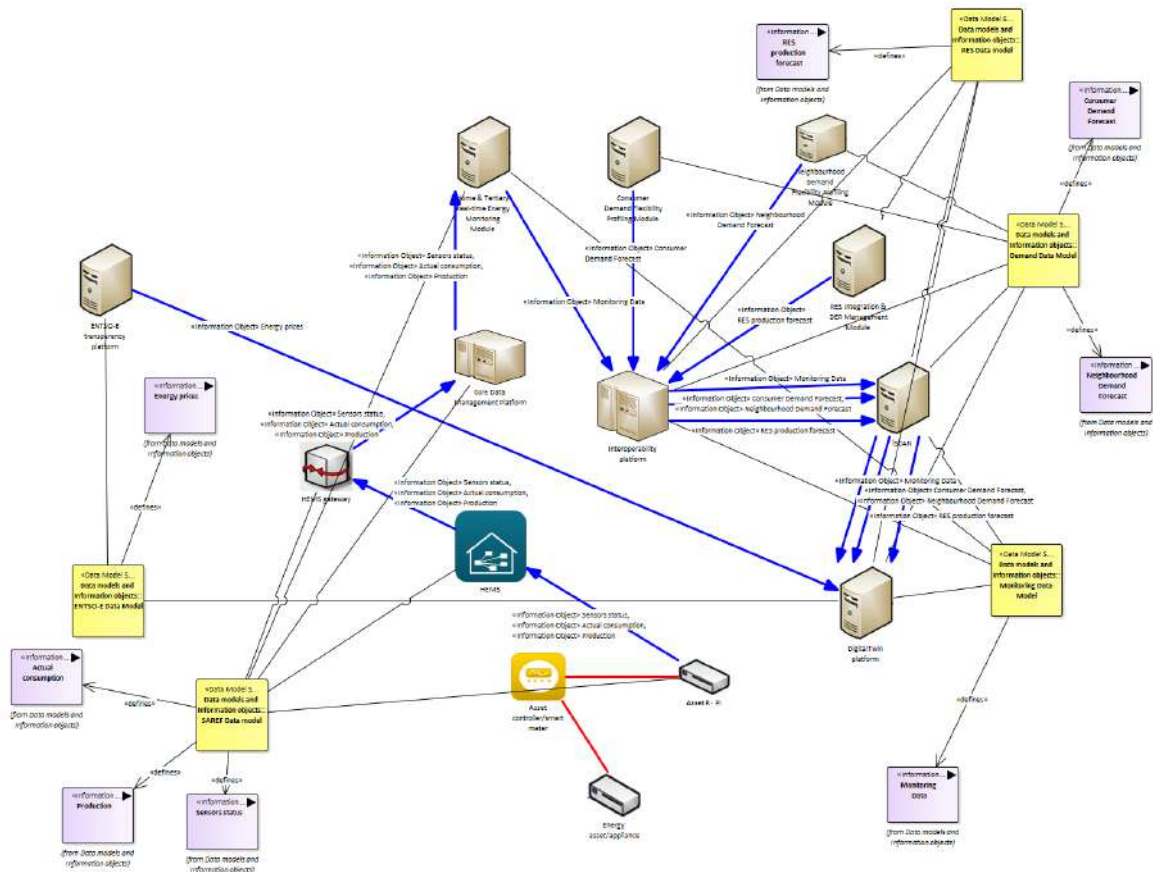 «Information ...
RES
production
forecast
(from Data models and
information objects)
«defines»
«Data Model S...
Data models and
information objects::
RES Data model
«Information ...
Consumer
Demand
Forecast
(from Data models and
information objects)
«defines»
Home & Tertiary
Real-time Energy
Monitoring
Module
Consumer
Demand Flexibility
Profiling Module
Neighbourhood
Demand
Flexibility Profiling
Module
«Information Object» Neighbourhood
Demand Forecast
«Data Model S...
Data models and
information objects::
Demand Data Model
«Information Object» Sensors status,
«Information Object» Actual consumption,
«Information Object» Production
«Information Object» Consumer
Demand Forecast
«Information Object» Monitoring Data
«Information Object»
RES production forecast
RES Integration &
DER Management
Module
«defines»
ENTSO-E
transparency
platform
«Information Object» Energy prices
Core Data
Management Platform
«Information ...
Neighbourhood
Demand
Forecast
(from Data models and
information objects)
«Information ...
Energy prices
(from Data models and
information objects)
«defines»
«Information Object» Sensors status,
«Information Object» Actual consumption,
«Information Object» Production
HEMS gateway
Interoperability
platform
«Information Object» Monitoring Data
«Information Object» Consumer Demand Forecast,
«Information Object» Neighbourhood Demand Forecast
«Information Object» RES production forecast
«Information Object» Sensors status,
«Information Object» Actual consumption,
«Information Object» Production
HEMS
«Information Object» Monitoring Data
«Information Object» Consumer Demand Forecast,
«Information Object» Neighbourhood Demand Forecast
«Information Object» RES production forecast
«Data Model S...
Data models and
information objects::
ENTSO-E Data Model
«Data Model S...
Data models and
information objects::
Monitoring Data
Model
«Information Object» Sensors status,
«Information Object» Actual consumption,
«Information Object» Production
DigitalTwin
platform
«Information ...
Actual
consumption
(from Data models and
information objects)
«defines»
«Data Model S...
Data models and
information objects::
SAREF Data model
Asset
controller/smart
meter
Asset R - Pi
«defines»
«defines»
«defines»
«Information ...
Production
(from Data models and
information objects)
«Information ...
Sensors status
(from Data models and
information objects)
Energy
asset/appliance
«Information ...
Monitoring
Data
(from Data models and
information objects)